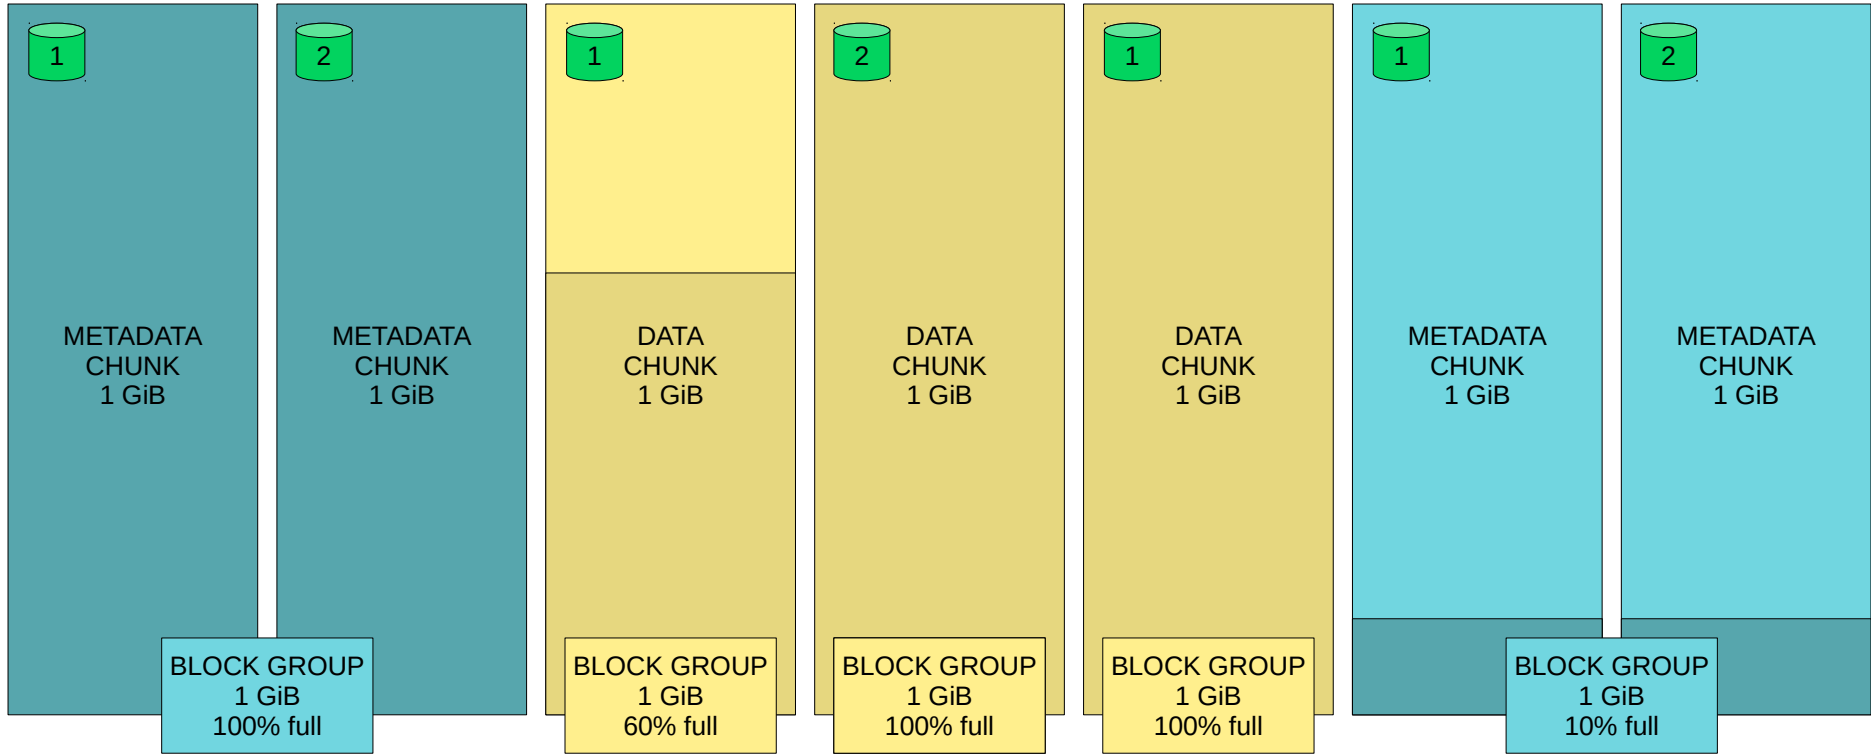 1
2
1
2
1
1
2
METADATA
CHUNK
1 GiB
METADATA
CHUNK
1 GiB
DATA
CHUNK
1 GiB
DATA
CHUNK
1 GiB
DATA
CHUNK
1 GiB
METADATA
CHUNK
1 GiB
METADATA
CHUNK
1 GiB
BLOCK GROUP
1 GiB
100% full
BLOCK GROUP
1 GiB
60% full
BLOCK GROUP
1 GiB
100% full
BLOCK GROUP
1 GiB
100% full
BLOCK GROUP
1 GiB
10% full